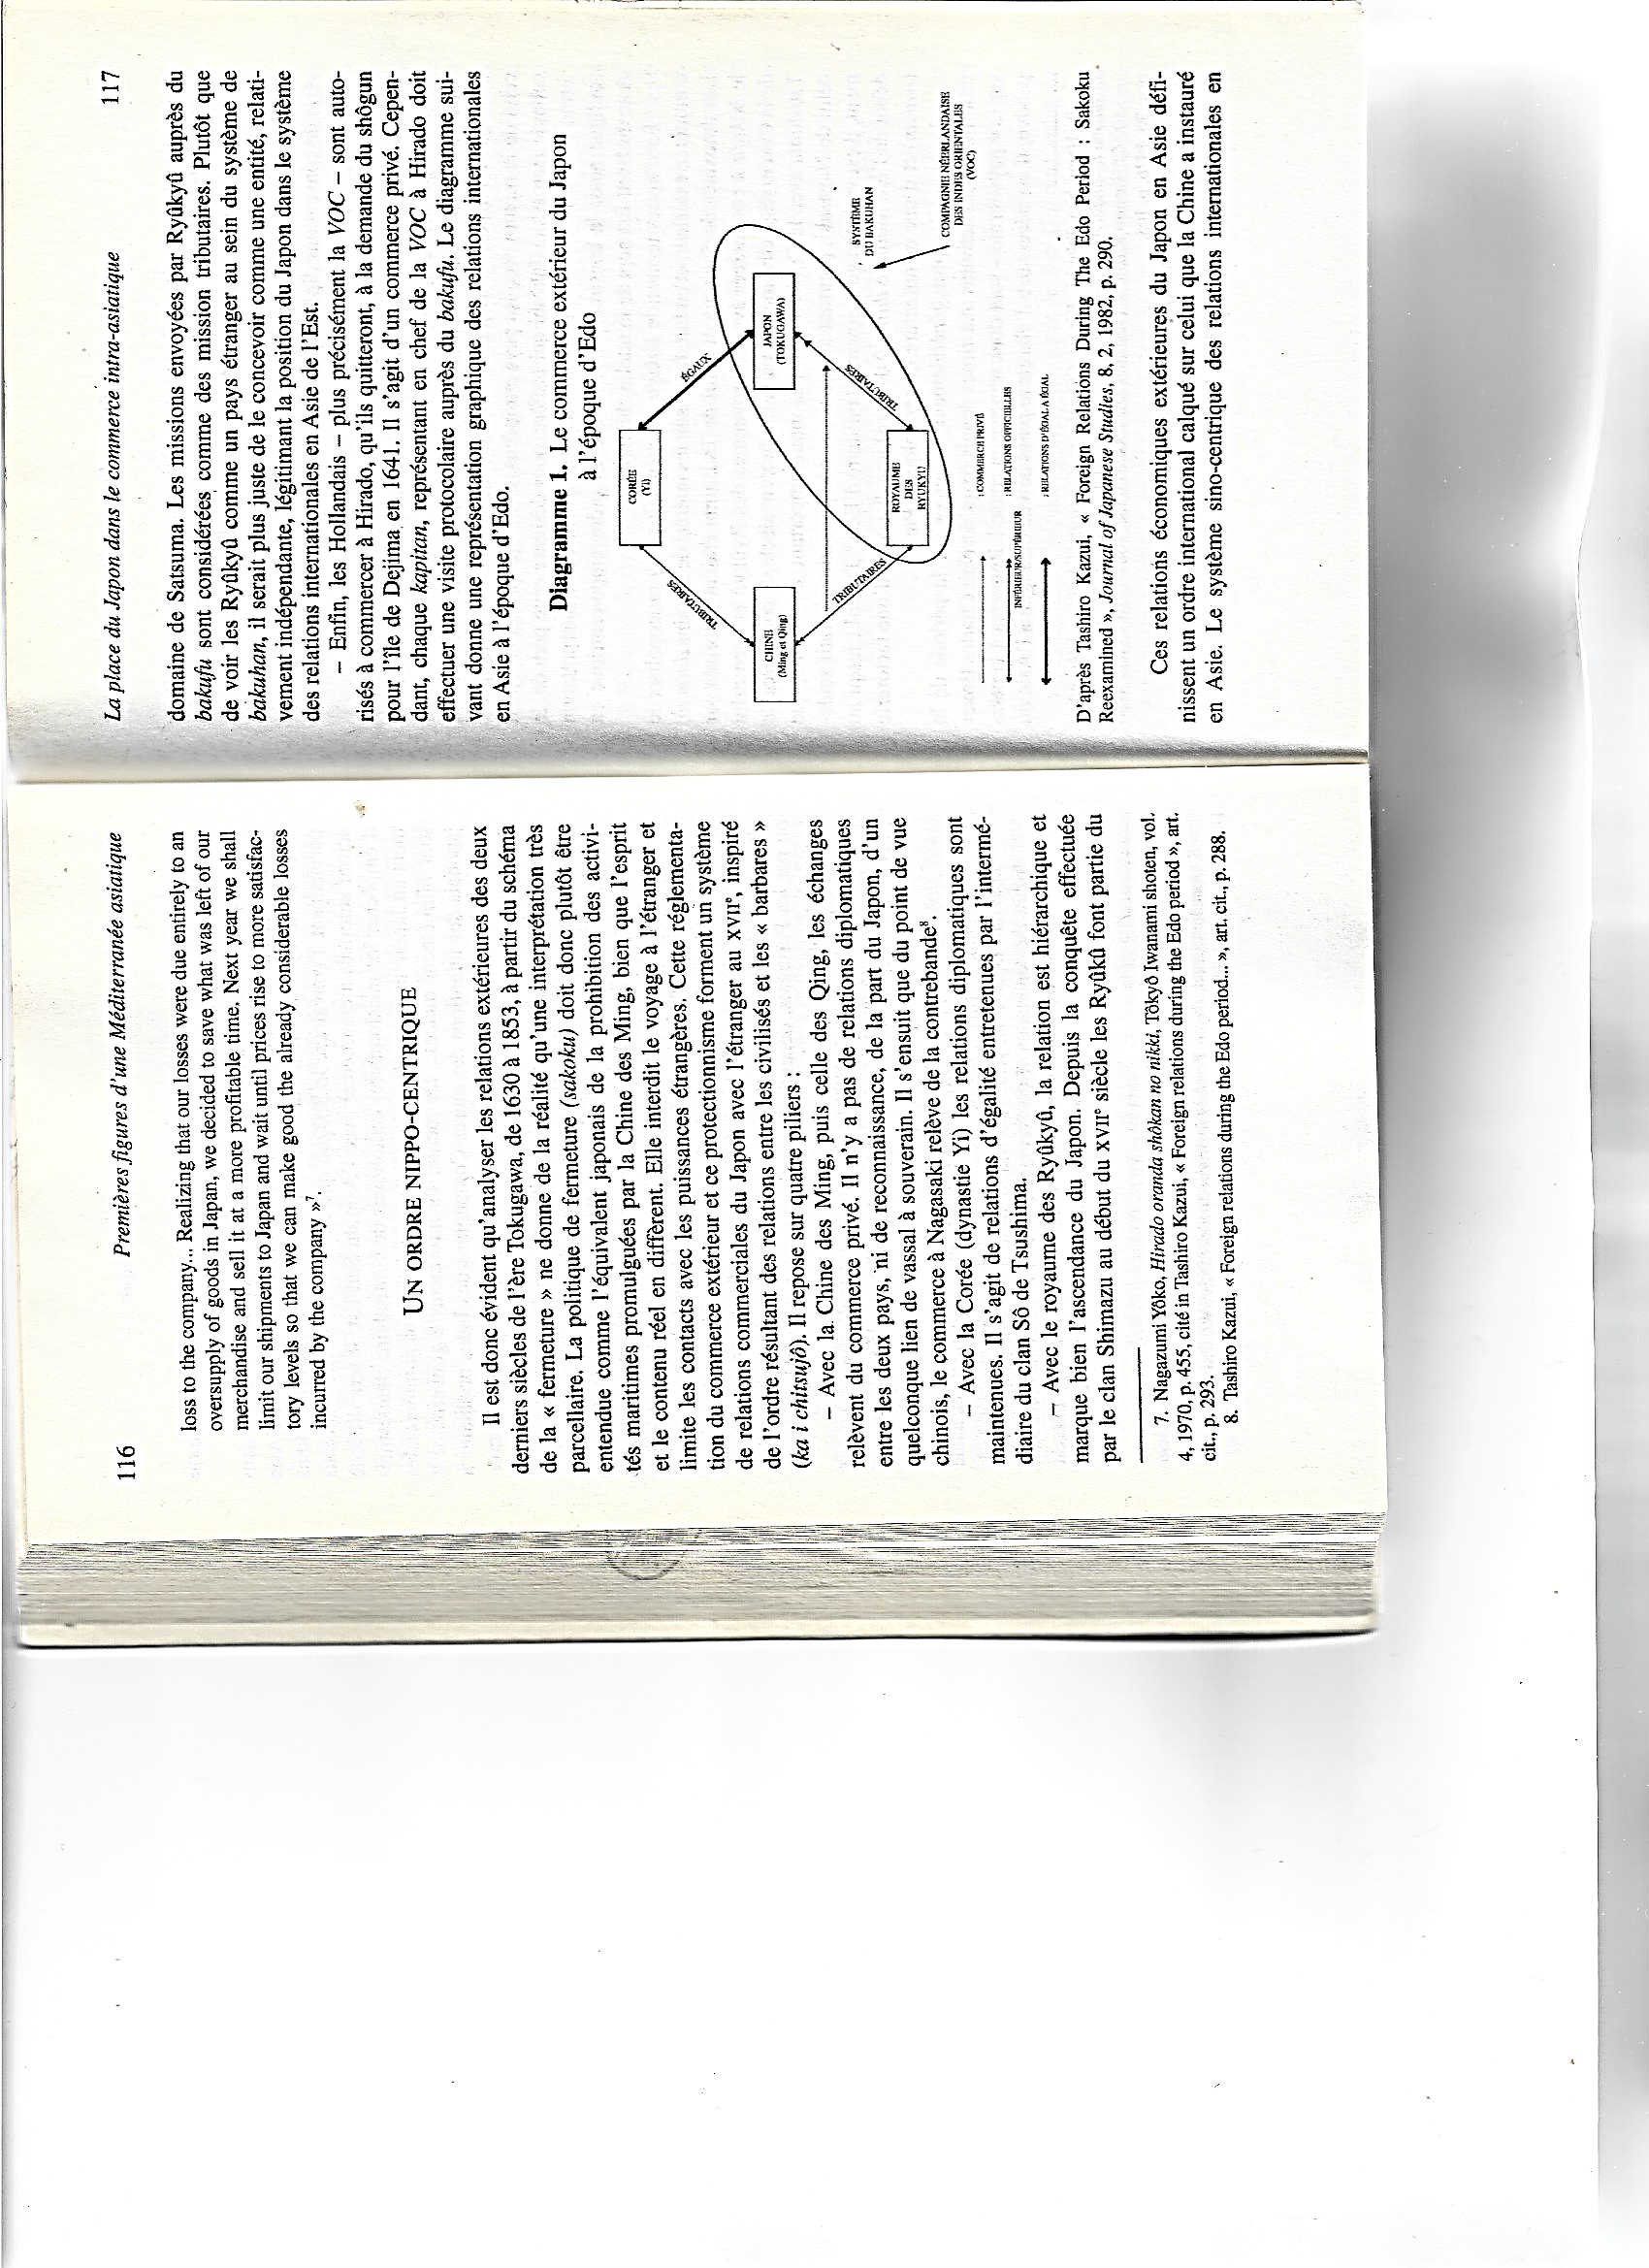 116
Premières figures d'une Méditerranée asiatique
loss to the company... Realizing that our losses were due entirely to an
oversupply of goods in Japan, we decided to save what was left of our
merchandise and sell it at a more profitable time. Next year we shall
limit our shipments to Japan and wait until prices rise to more satisfac-
tory levels so that we can make good the already considerable losses
incurred by the company »7.
UN ORDRE NIPPO-CENTRIQUE
Il est donc évident qu'analyser les relations extérieures des deux
derniers siècles de l'ère Tokugawa, de 1630 à 1853, à partir du schéma
de la « fermeture » ne donne de la réalité qu'une interprétation très
parcellaire. La politique de fermeture (sakoku) doit donc plutôt être
entendue comme l'équivalent japonais de la prohibition des activi-
tés maritimes promulguées par la Chine des Ming, bien que l'esprit
et le contenu réel en diffèrent. Elle interdit le voyage à l'étranger et
limite les contacts avec les puissances étrangères. Cette réglementa-
tion du commerce extérieur et ce protectionnisme forment un système
de relations commerciales du Japon avec l'étranger au XVIIe, inspiré
de l'ordre résultant des relations entre les civilisés et les « barbares »
(ka i chitsujô). Il repose sur quatre piliers :
– Avec la Chine des Ming, puis celle des Qing, les échanges
relèvent du commerce privé. Il n'y a pas de relations diplomatiques
entre les deux pays, ni de reconnaissance, de la part du Japon, d'un
quelconque lien de vassal à souverain. Il s'ensuit que du point de vue
chinois, le commerce à Nagasaki relève de la contrebande8.
– Avec la Corée (dynastie Yi) les relations diplomatiques sont
maintenues. Il s'agit de relations d'égalité entretenues par l'intermé-
diaire du clan Sô de Tsushima.
– Avec le royaume des Ryûkyû, la relation est hiérarchique et
marque bien l'ascendance du Japon. Depuis la conquête effectuée
par le clan Shimazu au début du XVIIe siècle les Ryûkû font partie du
7. Nagazumi Yôko, Hirado oranda shôkan no nikki, Tôkyô Iwanami shoten, vol.
4, 1970, p. 455, cité in Tashiro Kazui, « Foreign relations during the Edo period », art.
cit., p. 293.
8. Tashiro Kazui, « Foreign relations during the Edo period... », art. cit., p. 288.
La place du Japon dans le commerce intra-asiatique
117
domaine de Satsuma. Les missions envoyées par Ryûkyû auprès du
bakufu sont considérées comme des mission tributaires. Plutôt que
de voir les Ryûkyû comme un pays étranger au sein du système de
bakuhan, il serait plus juste de le concevoir comme une entité, relati-
vement indépendante, légitimant la position du Japon dans le système
des relations internationales en Asie de l'Est.
– Enfin, les Hollandais – plus précisément la VOC – sont auto-
risés à commercer à Hirado, qu'ils quitteront, à la demande du shôgun
pour l'île de Dejima en 1641. Il s'agit d'un commerce privé. Cepen-
dant, chaque kapitan, représentant en chef de la VOC à Hirado doit
effectuer une visite protocolaire auprès du bakufu. Le diagramme sui-
vant donne une représentation graphique des relations internationales
en Asie à l'époque d'Edo.
Diagramme 1. Le commerce extérieur du Japon
à l'époque d'Edo
CORÉE
(YI)
TRIBUTAIRES
ÉGAUX
CHINE
(Ming et Qing)
JAPON
(TOKUGAWA)
TRIBUTAIRES
TRIBUTAIRES
ROYAUME
DES
RYUKYU
SYSTÈME
DU BAKUHAN
COMPAGNIE NÉERLANDAISE
DES INDES ORIENTALES
(VOC)
: COMMERCE PRIVÉ
: RELATIONS OFFICIELLES
INFÉRIEUR/SUPÉRIEUR
: RELATIONS D'ÉGAL A ÉGAL
D'après Tashiro Kazui, « Foreign Relations During The Edo Period : Sakoku
Reexamined », Journal of Japanese Studies, 8, 2, 1982, p. 290.
Ces relations économiques extérieures du Japon en Asie défi-
nissent un ordre international calqué sur celui que la Chine a instauré
en Asie. Le système sino-centrique des relations internationales en